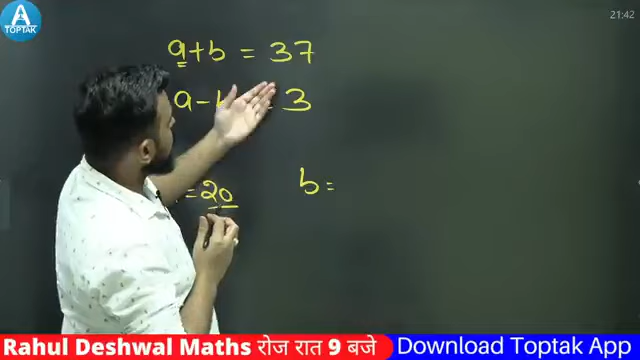 A
TOPTAK
21:42
a+b = 37
a-b = 3
= 20
b =
Rahul Deshwal Maths रोज रात 9 बजे
Download Toptak App